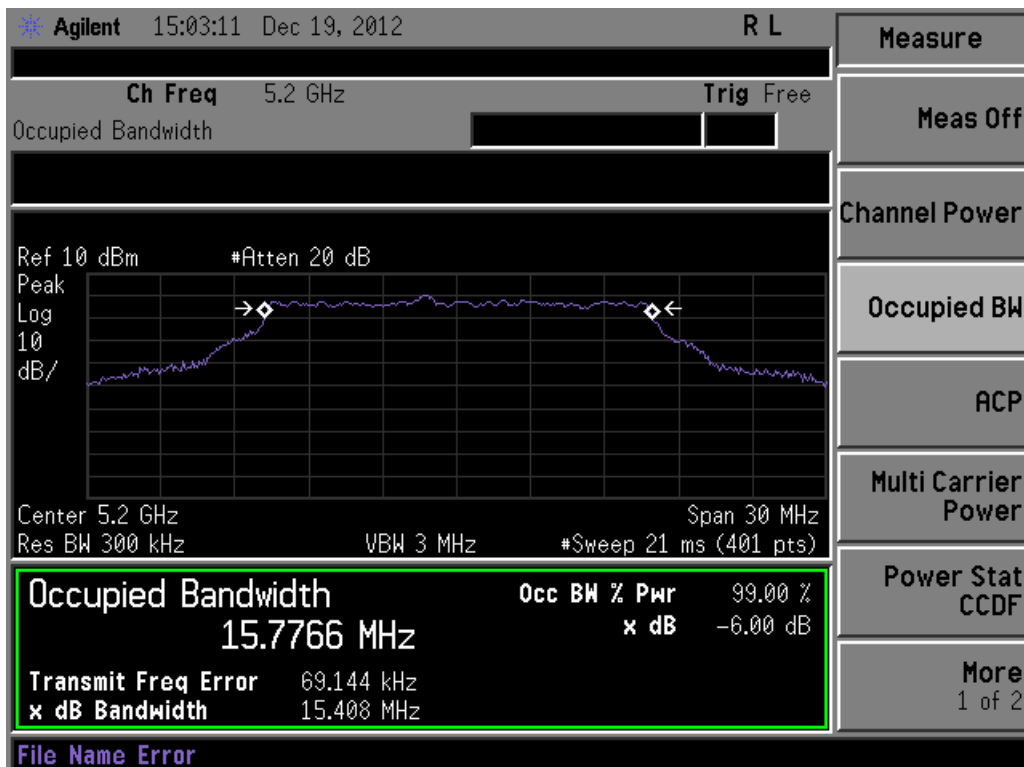 Agilent 15:03:11 Dec 19, 2012 R L
Measure
Ch Freq 5.2 GHz Trig Free
Occupied Bandwidth
Meas Off
Channel Power
Occupied BW
ACP
Multi Carrier
Power
Power Stat
CCDF
More
1 of 2
Ref 10 dBm #Atten 20 dB
Peak
Log
10
dB/
Center 5.2 GHz Span 30 MHz
Res BW 300 kHz VBW 3 MHz #Sweep 21 ms (401 pts)
Occupied Bandwidth
15.7766 MHz
Occ BW % Pwr 99.00 %
x dB -6.00 dB
Transmit Freq Error 69.144 kHz
x dB Bandwidth 15.408 MHz
File Name Error